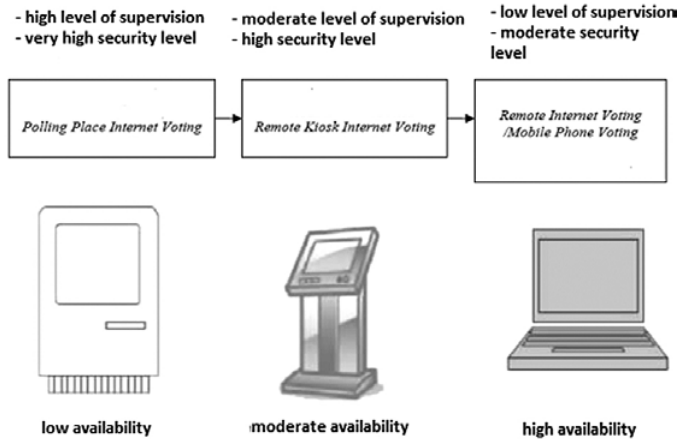 - high level of supervision
- very high security level
- moderate level of supervision
- high security level
- low level of supervision
- moderate security
level
Polling Place Internet Voting
Remote Kiosk Internet Voting
Remote Internet Voting
/Mobile Phone Voting
low availability
moderate availability
high availability